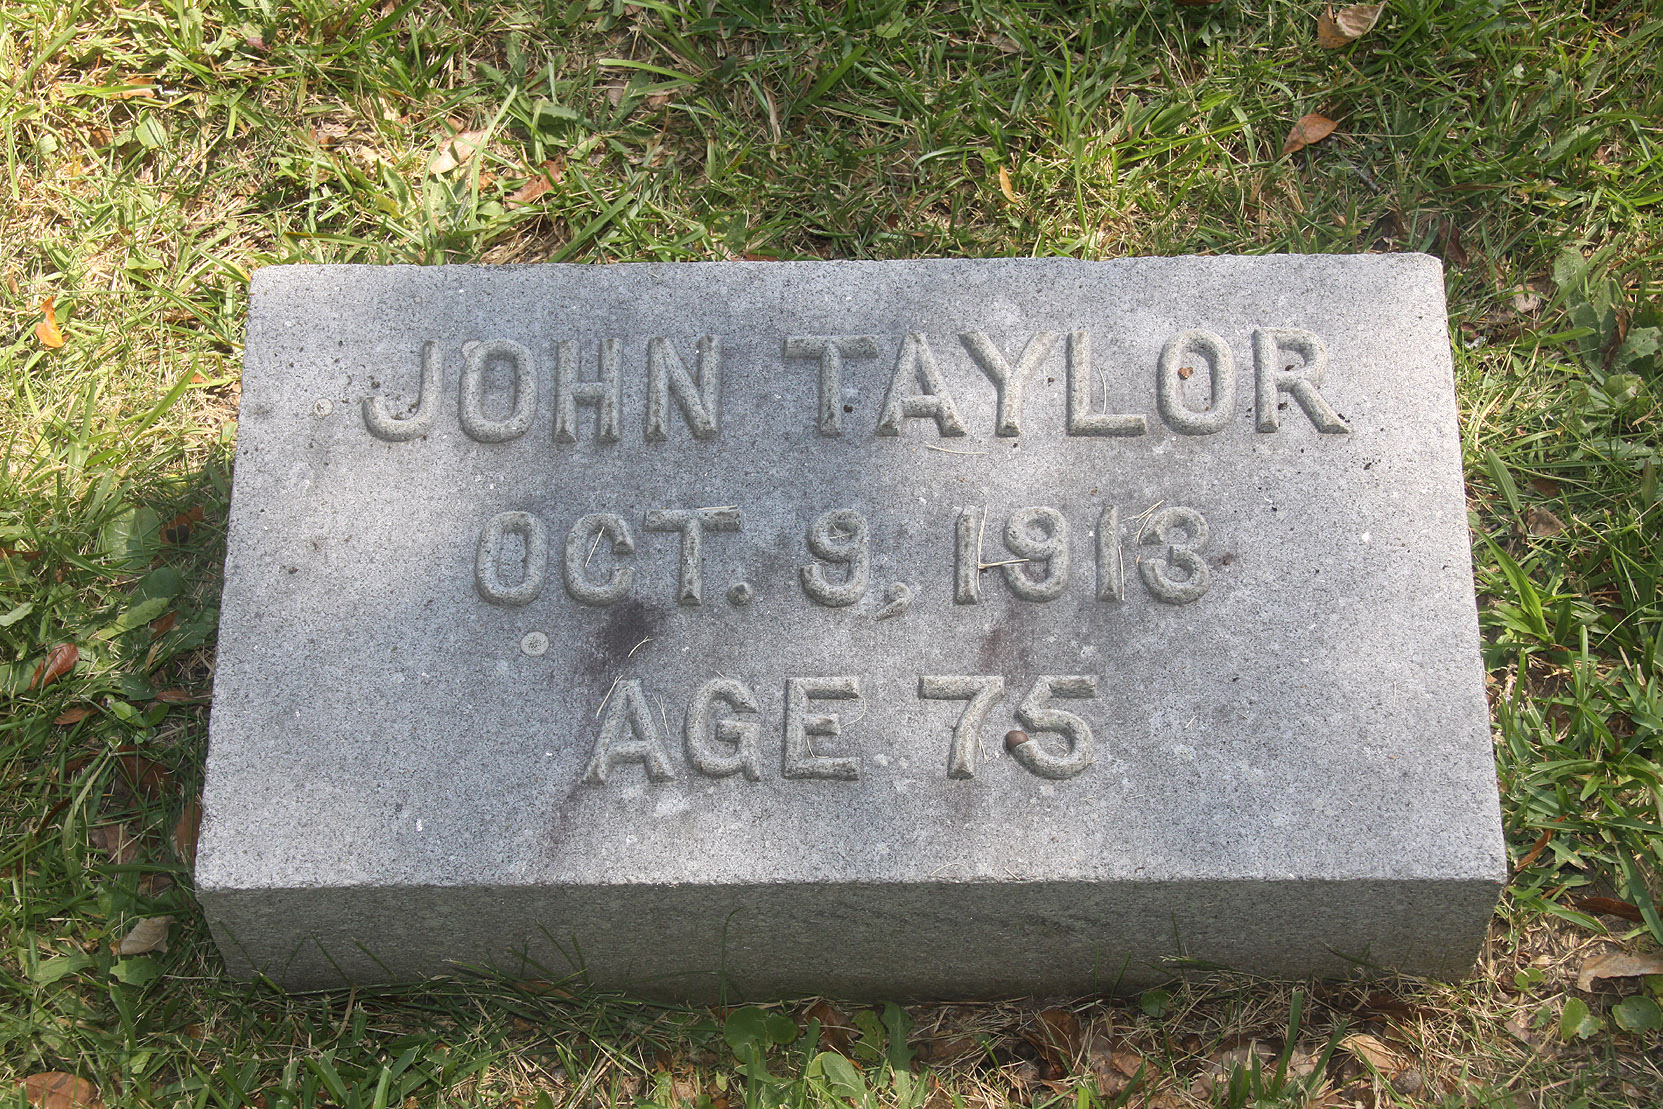 JOHN TAYLOR
OCT. 9, 1913
AGE 75